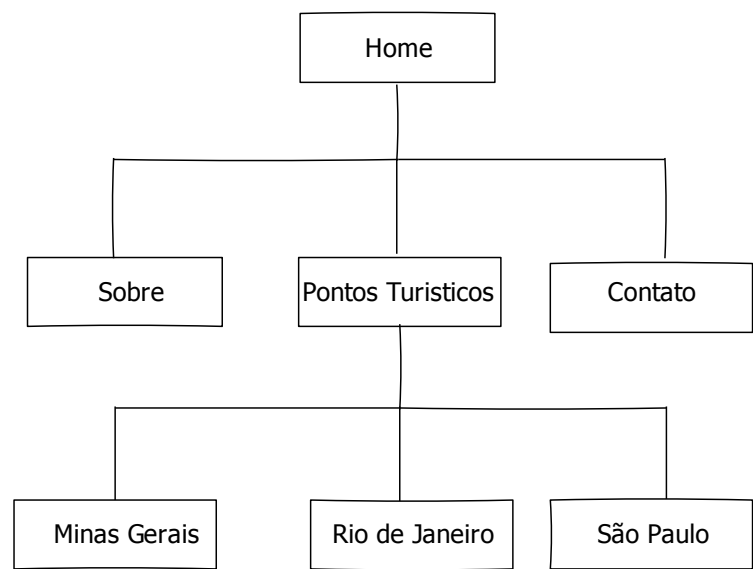 Home
Sobre
Pontos Turisticos
Contato
Minas Gerais
Rio de Janeiro
São Paulo